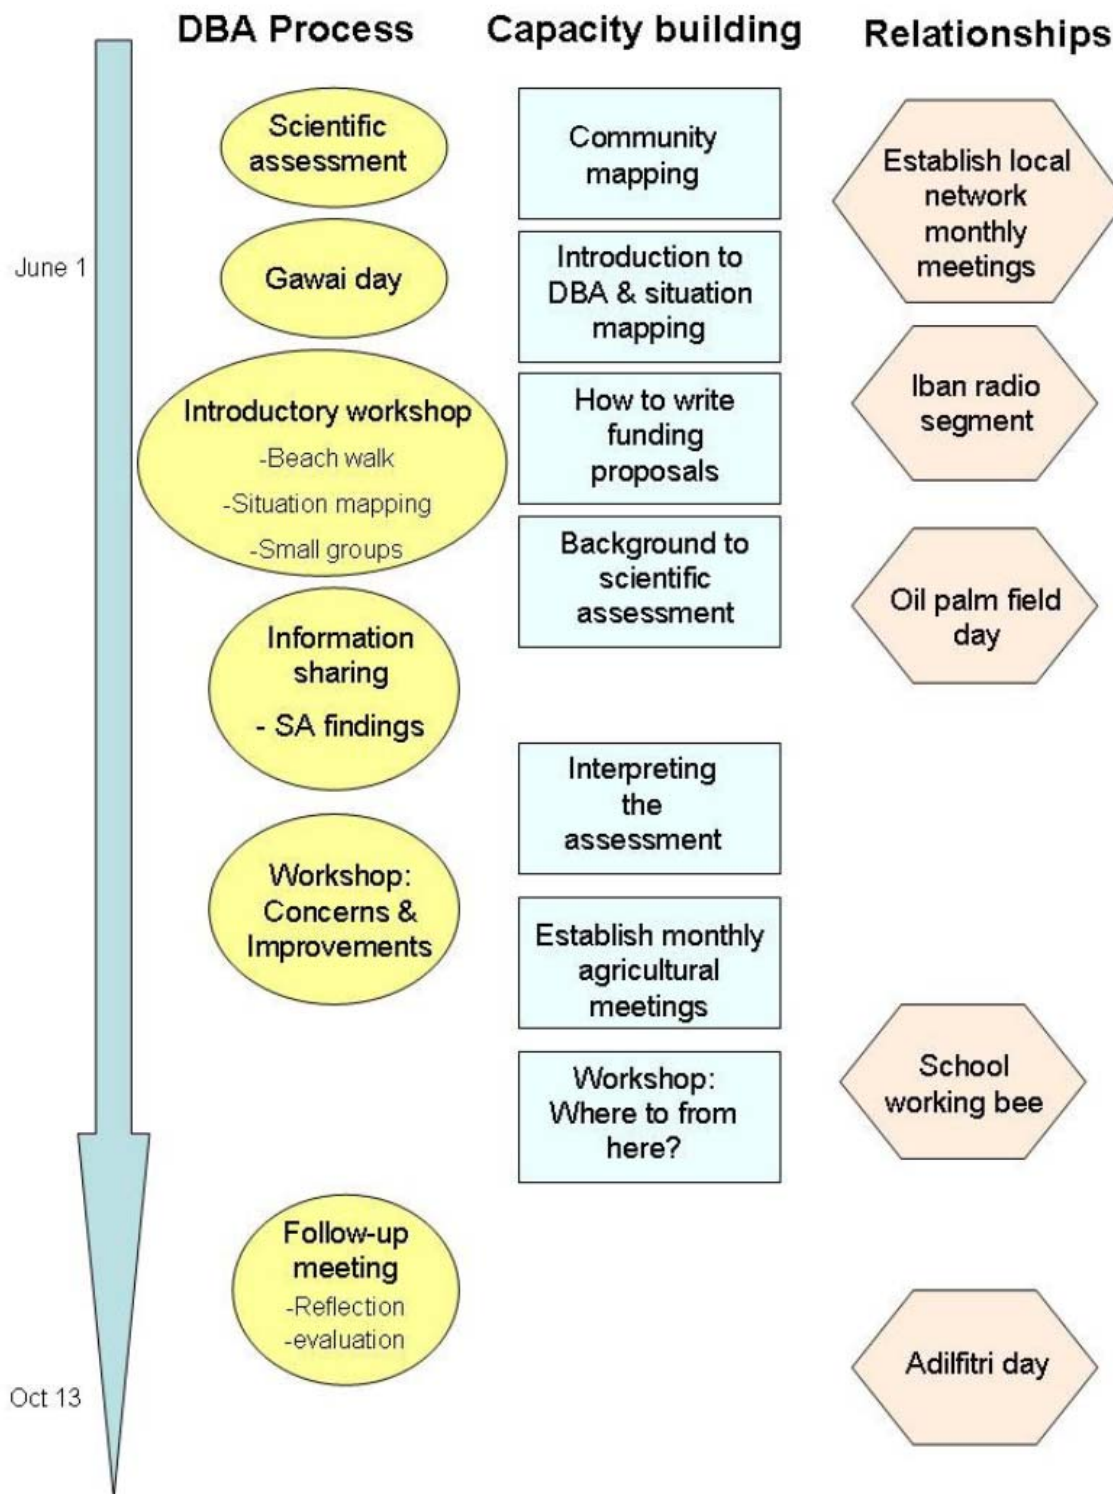 DBA Process
Capacity building
Relationships
June 1
Oct 13
Scientific
assessment
Gawai day
Introductory workshop
-Beach walk
-Situation mapping
-Small groups
Information
sharing
- SA findings
Workshop:
Concerns &
Improvements
Follow-up
meeting
-Reflection
-evaluation
Community
mapping
Introduction to
DBA & situation
mapping
How to write
funding
proposals
Background to
scientific
assessment
Interpreting
the
assessment
Establish monthly
agricultural
meetings
Workshop:
Where to from
here?
Establish local
network
monthly
meetings
Iban radio
segment
Oil palm field
day
School
working bee
Adilfitri day